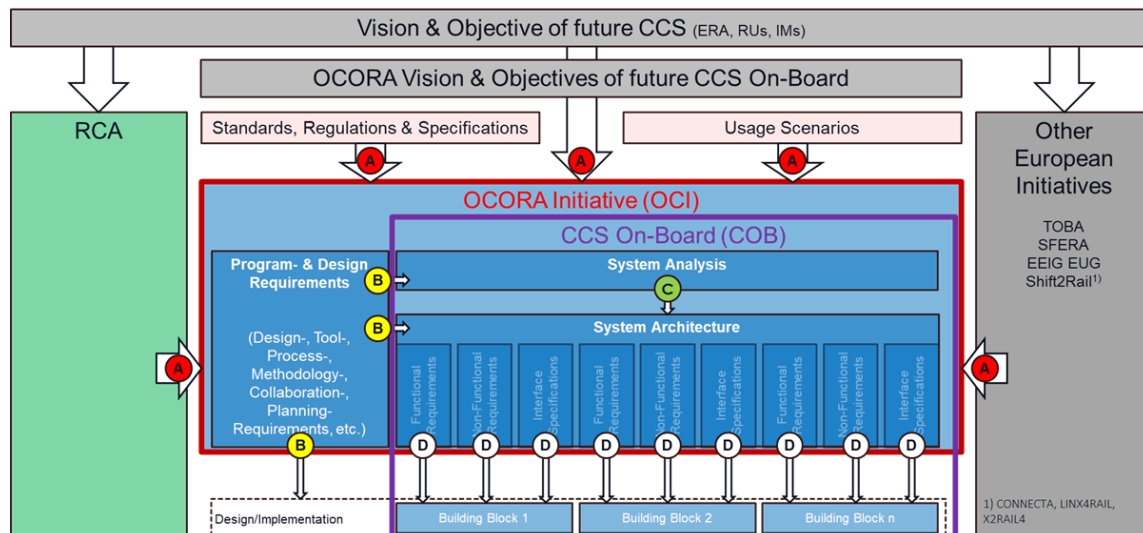 Vision & Objective of future CCS (ERA, RUs, IMs)
OCORA Vision & Objectives of future CCS On-Board
RCA
Standards, Regulations & Specifications
Usage Scenarios
Other
European
Initiatives
TOBA
SFERA
EEIG EUG
Shift2Rail¹⁾
1) CONNECTA, LINX4RAIL,
X2RAIL4
A
A
A
A
A
OCORA Initiative (OCI)
CCS On-Board (COB)
Program- & Design
Requirements
(Design-, Tool-,
Process-,
Methodology-,
Collaboration-,
Planning-
Requirements, etc.)
B
B
B
System Analysis
C
System Architecture
Functional
Requirements
Non-Functional
Requirements
Interface
Specifications
Functional
Requirements
Non-Functional
Requirements
Interface
Specifications
Functional
Requirements
Non-Functional
Requirements
Interface
Specifications
D
D
D
D
D
D
D
D
D
Design/Implementation
Building Block 1
Building Block 2
Building Block n